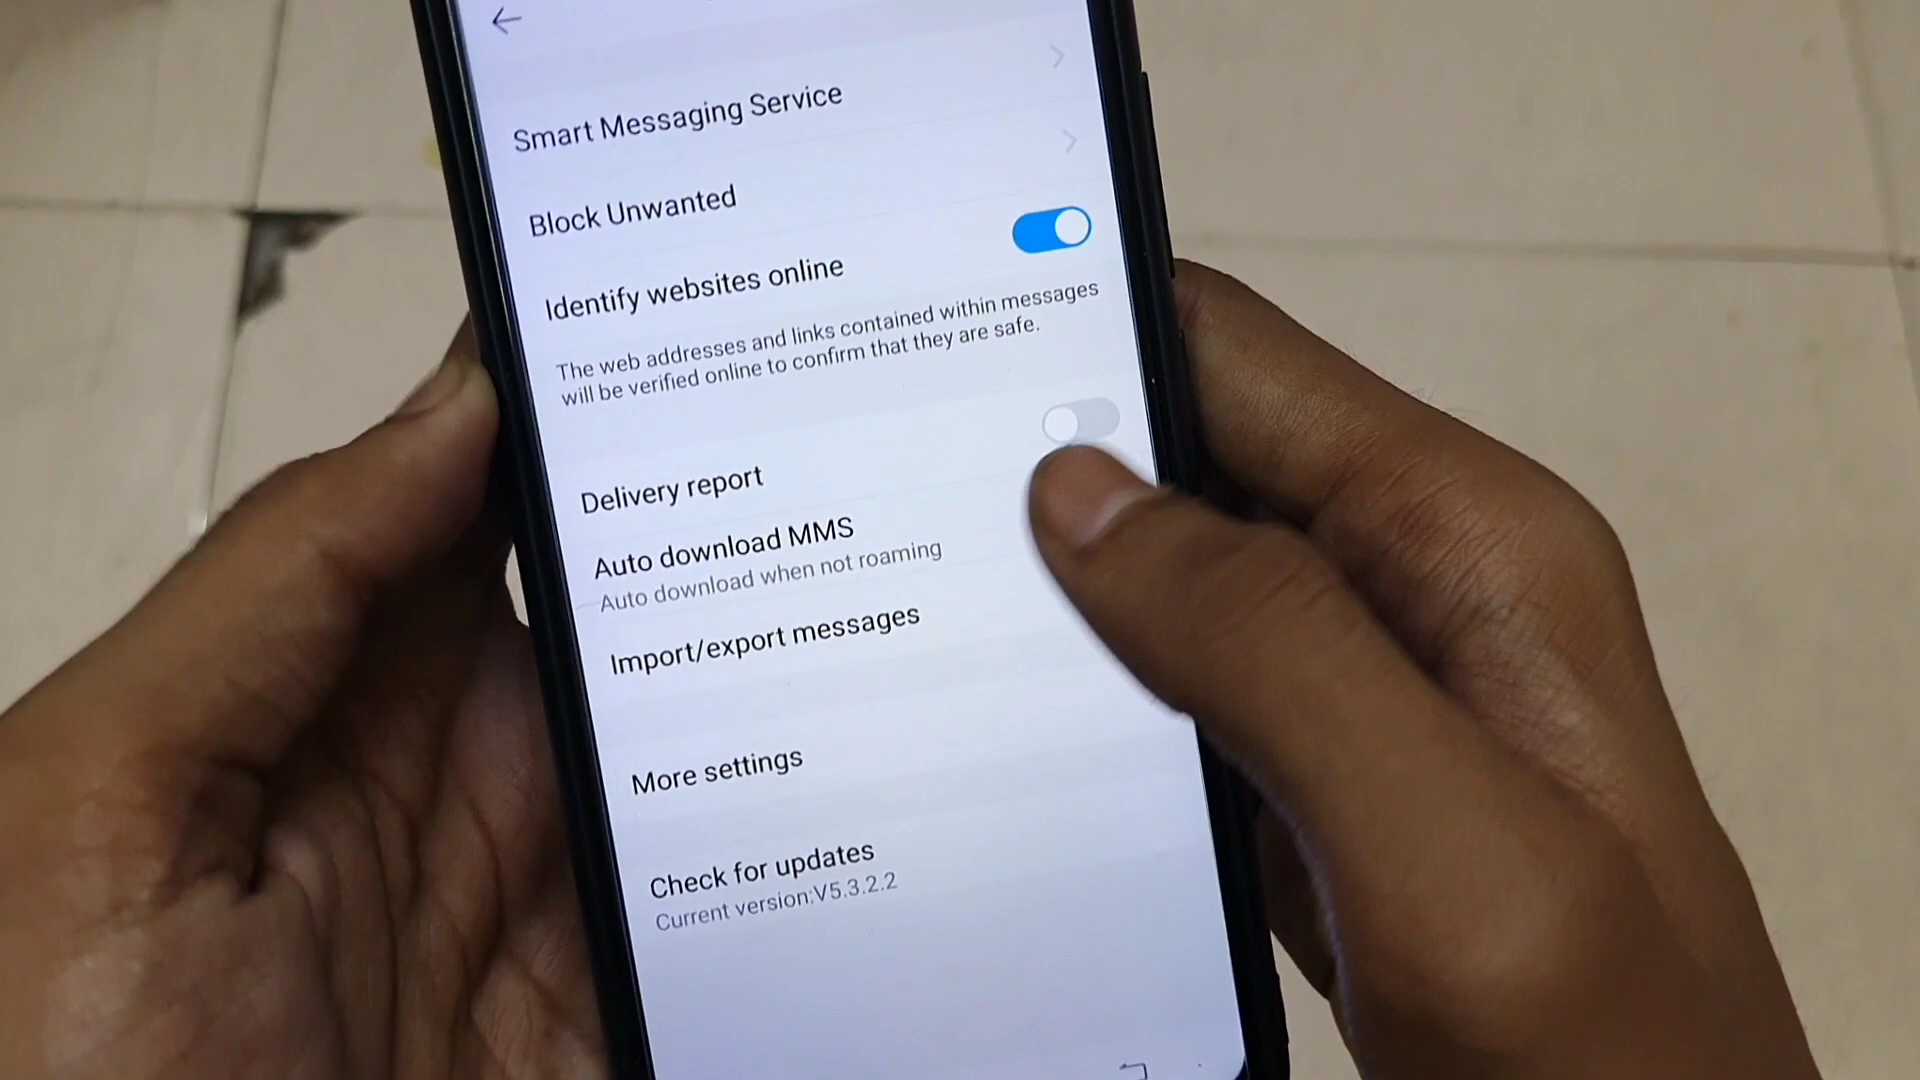 Smart Messaging Service
Block Unwanted
Identify websites online
The web addresses and links contained within messages
will be verified online to confirm that they are safe.
Delivery report
Auto download MMS
Auto download when not roaming
Import/export messages
More settings
Check for updates
Current version:V5.3.2.2